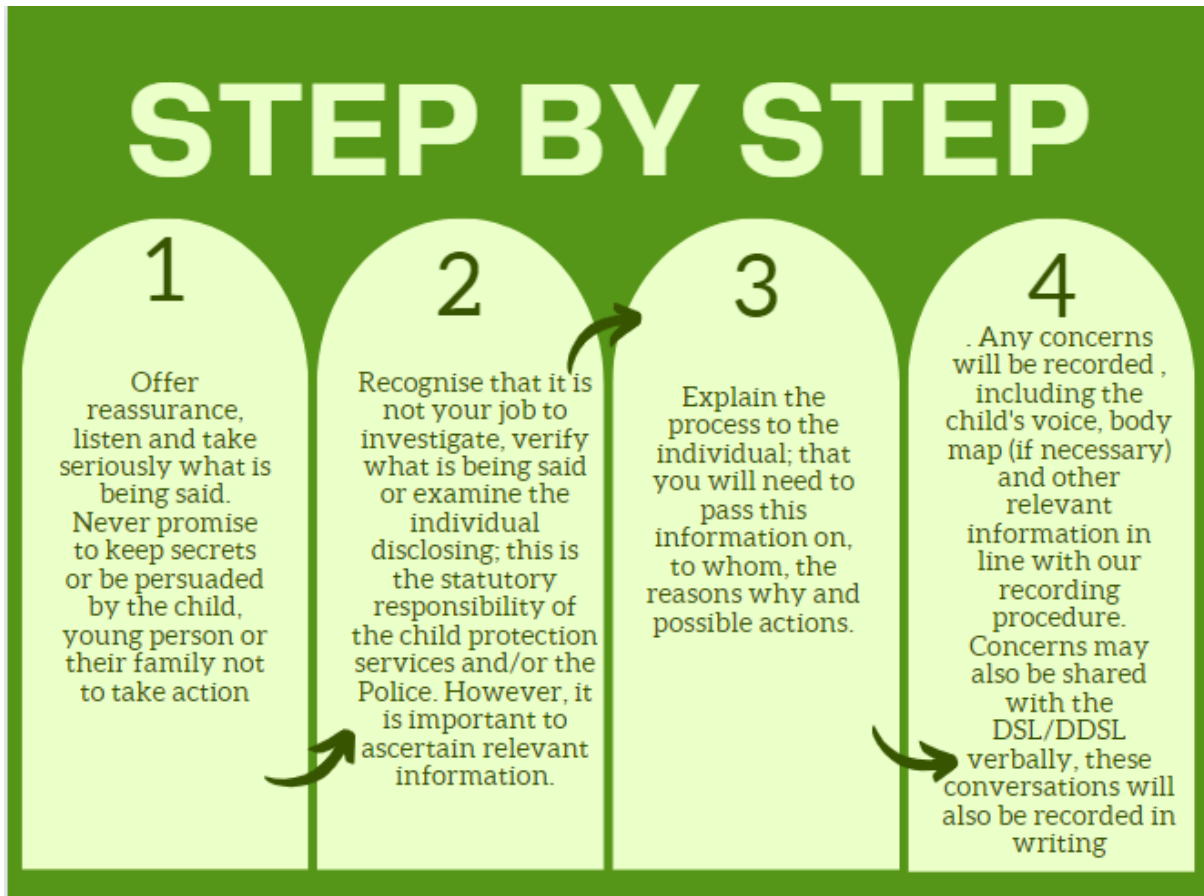 STEP BY STEP
1
Offer
reassurance,
listen and take
seriously what is
being said.
Never promise
to keep secrets
or be persuaded
by the child,
young person or
their family not
to take action
2
Recognise that it is
not your job to
investigate, verify
what is being said
or examine the
individual
disclosing; this is
the statutory
responsibility of
the child protection
services and/or the
Police. However, it
is important to
ascertain relevant
information.
3
Explain the
process to the
individual; that
you will need to
pass this
information on,
to whom, the
reasons why and
possible actions.
4
. Any concerns
will be recorded ,
including the
child's voice, body
map (if necessary)
and other
relevant
information in
line with our
recording
procedure.
Concerns may
also be shared
with the
DSL/DDSL
verbally, these
conversations will
also be recorded in
writing